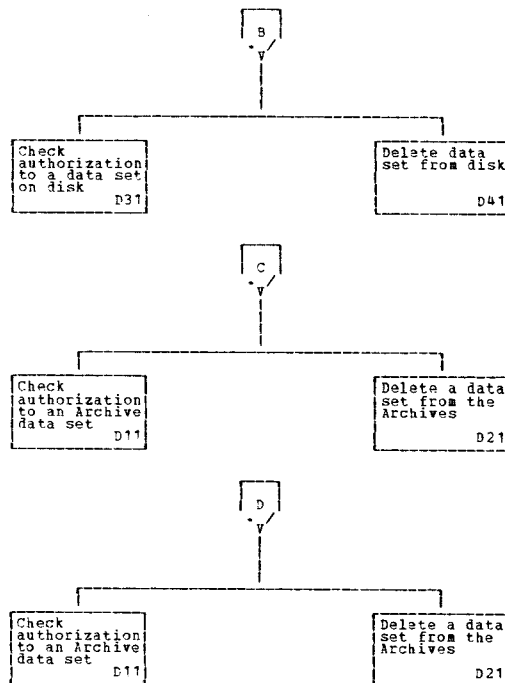 B
Check
authorization
to a data set
on disk
D31
Delete data
set from disk
D41
C
Check
authorization
to an Archive
data set
D11
Delete a data
set from the
Archives
D21
D
Check
authorization
to an Archive
data set
D11
Delete a data
set from the
Archives
D21